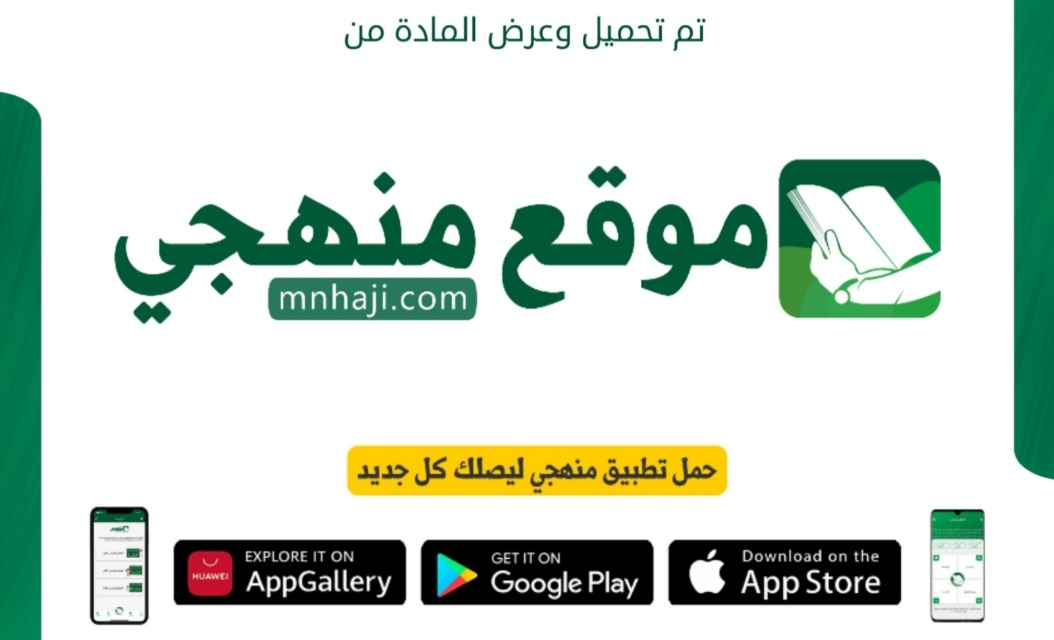 تم تحميل وعرض المادة من
موقع منهجي
mnhaji.com
حمل تطبيق منهجي ليصلك كل جديد
HUAWEI
EXPLORE IT ON
AppGallery
GET IT ON
Google Play
Download on the
App Store